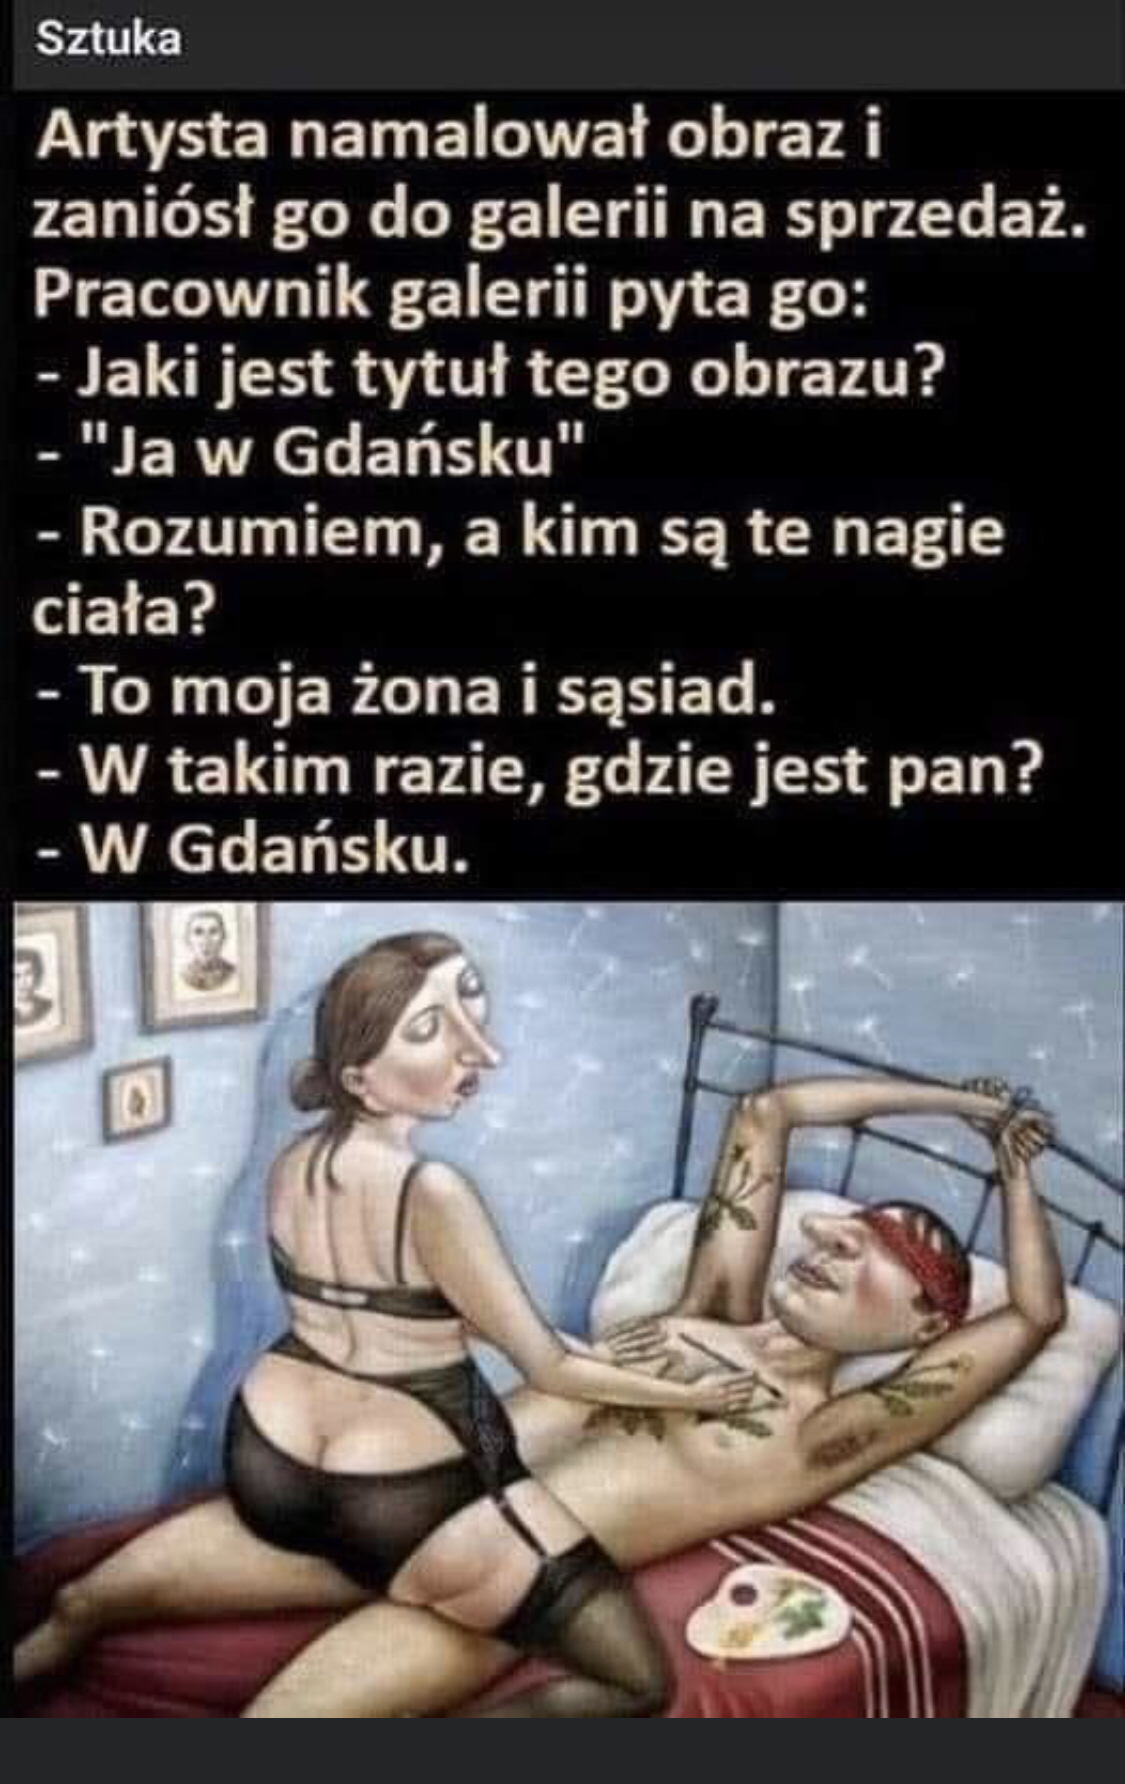 Sztuka
Artysta namalował obraz i
zaniósł go do galerii na sprzedaż.
Pracownik galerii pyta go:
- Jaki jest tytuł tego obrazu?
- "Ja w Gdańsku"
- Rozumiem, a kim są te nagie
ciała?
- To moja żona i sąsiad.
- W takim razie, gdzie jest pan?
- W Gdańsku.